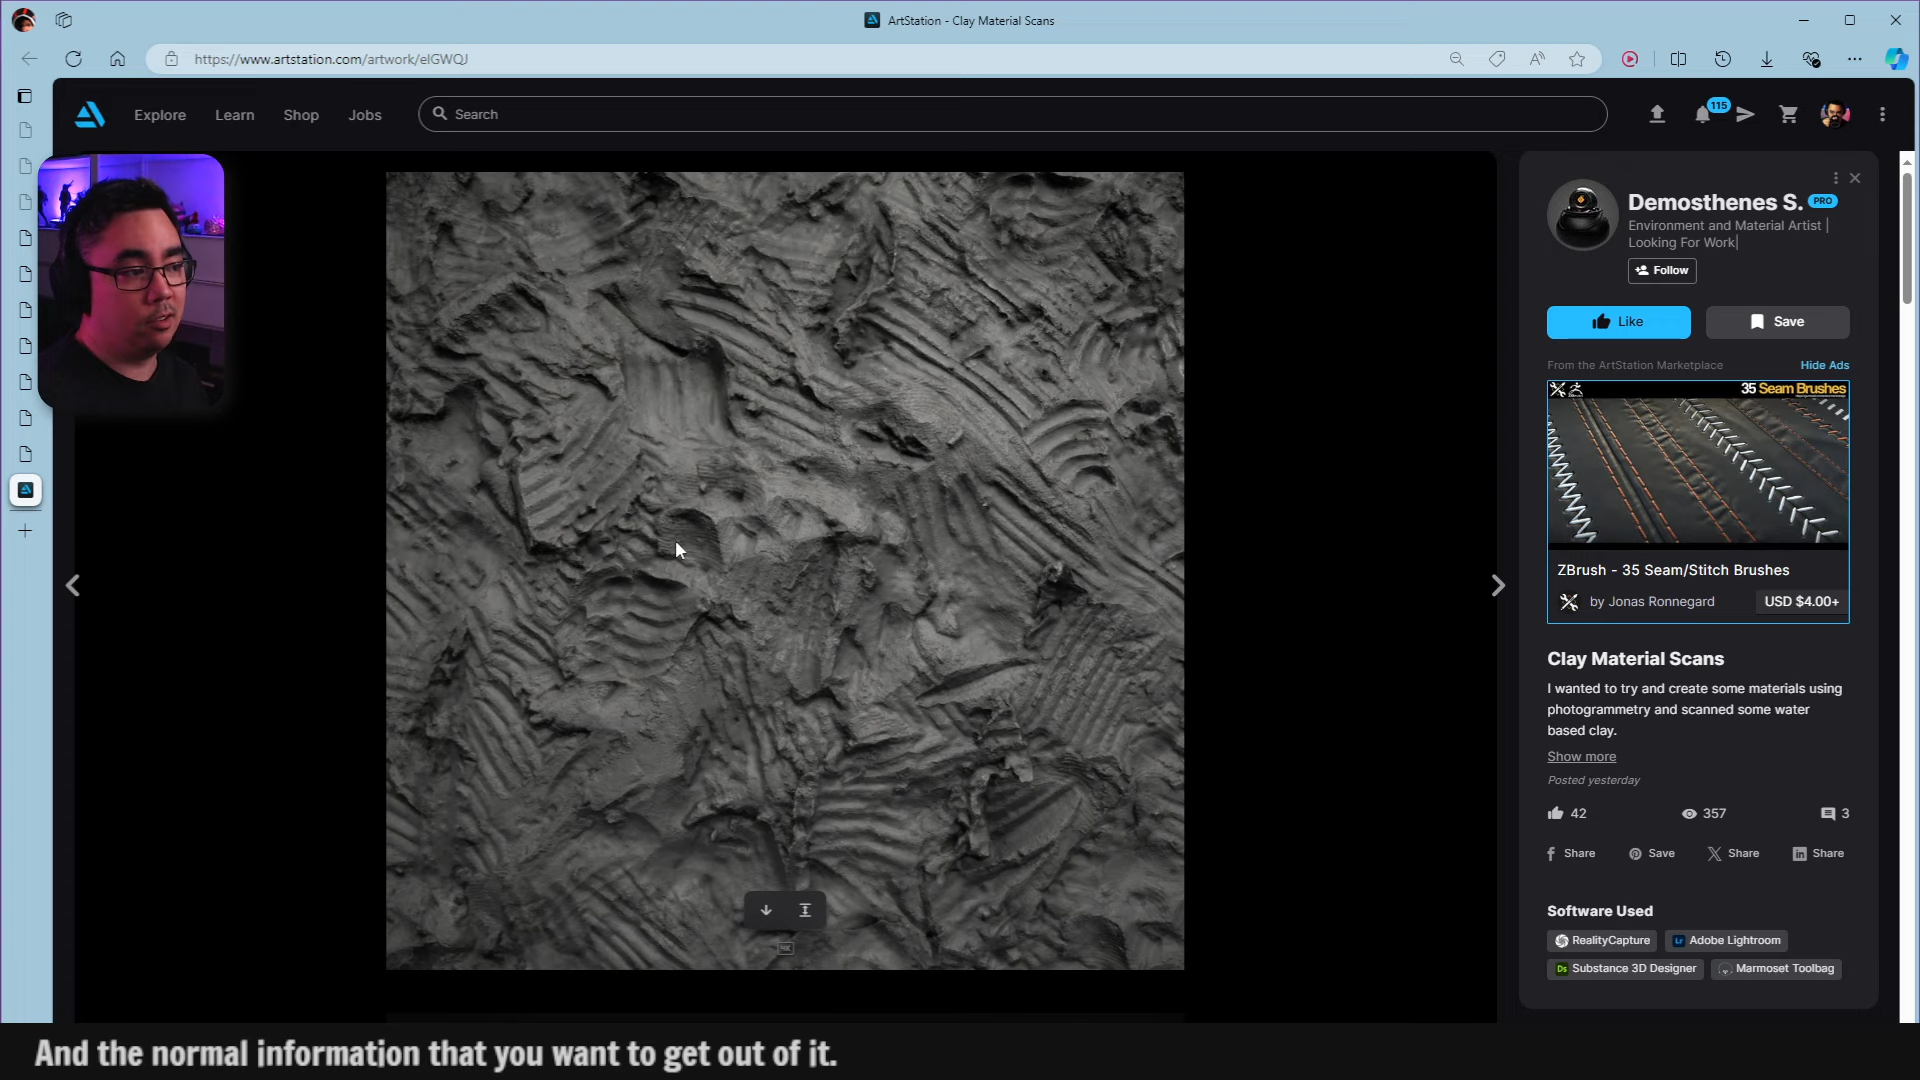 ArtStation - Clay Material Scans
https://www.artstation.com/artwork/elGWQJ
Explore
Learn
Shop
Jobs
Search
115
Demosthenes S.
PRO
Environment and Material Artist |
Looking For Work|
Follow
Like
Save
From the ArtStation Marketplace
Hide Ads
35 Seam Brushes
ZBrush - 35 Seam/Stitch Brushes
by Jonas Ronnegard
USD $4.00+
Clay Material Scans
I wanted to try and create some materials using
photogrammetry and scanned some water
based clay.
Show more
Posted yesterday
42
357
3
Share
Save
Share
Share
Software Used
RealityCapture
Lr
Adobe Lightroom
Ds
Substance 3D Designer
Marmoset Toolbag
4K
And the normal information that you want to get out of it.